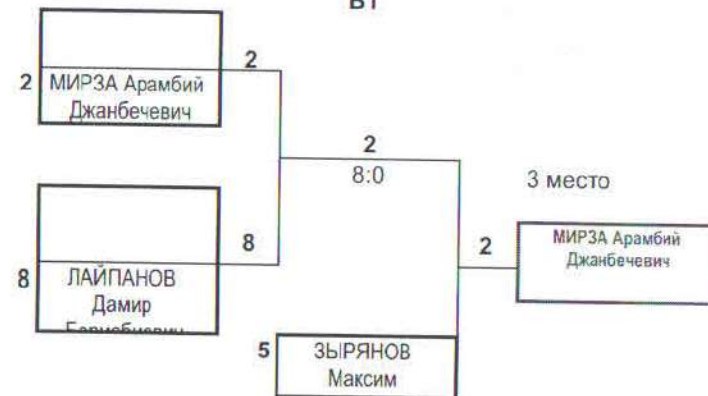 2
2 МИРЗА Арамбий
Джанбечевич
2
8:0
3 место
8
2
МИРЗА Арамбий
Джанбечевич
8 ЛАЙПАНОВ
Дамир
5 ЗЫРЯНОВ
Максим